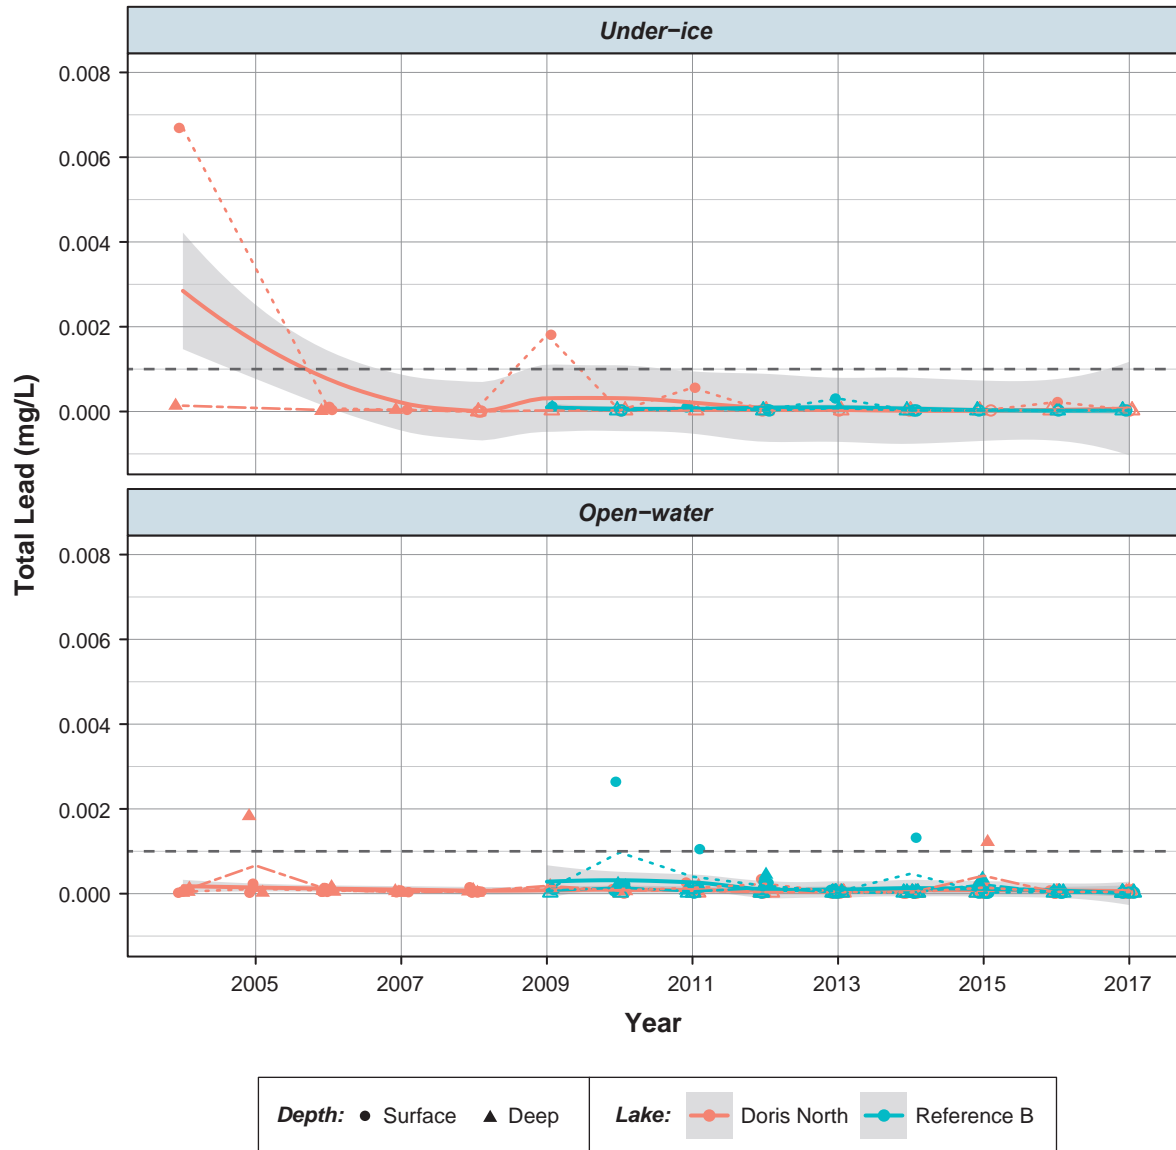 Under−ice
0.008
0.006
0.004
0.002
0.000
Open−water
0.008
0.006
0.004
0.002
0.000
Total Lead (mg/L)
2005 2007 2009 2011 2013 2015 2017
Year
Depth: Surface Deep Lake: Doris North Reference B